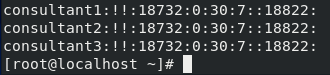 consultant1:!!:18732:0:30:7::18822:
consultant2:!!:18732:0:30:7::18822:
consultant3:!!:18732:0:30:7::18822:
[root@localhost ~]#